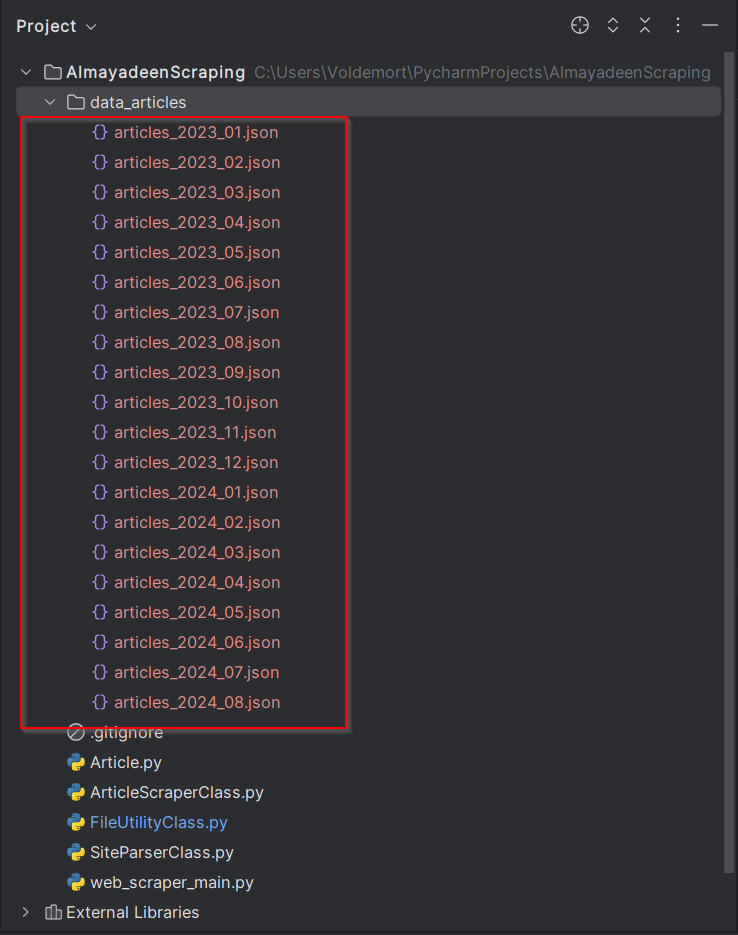 Project
AlmayadeenScraping C:\Users\Voldemort\PycharmProjects\AlmayadeenScraping
data_articles
articles_2023_01.json
articles_2023_02.json
articles_2023_03.json
articles_2023_04.json
articles_2023_05.json
articles_2023_06.json
articles_2023_07.json
articles_2023_08.json
articles_2023_09.json
articles_2023_10.json
articles_2023_11.json
articles_2023_12.json
articles_2024_01.json
articles_2024_02.json
articles_2024_03.json
articles_2024_04.json
articles_2024_05.json
articles_2024_06.json
articles_2024_07.json
articles_2024_08.json
.gitignore
Article.py
ArticleScraperClass.py
FileUtilityClass.py
SiteParserClass.py
web_scraper_main.py
External Libraries